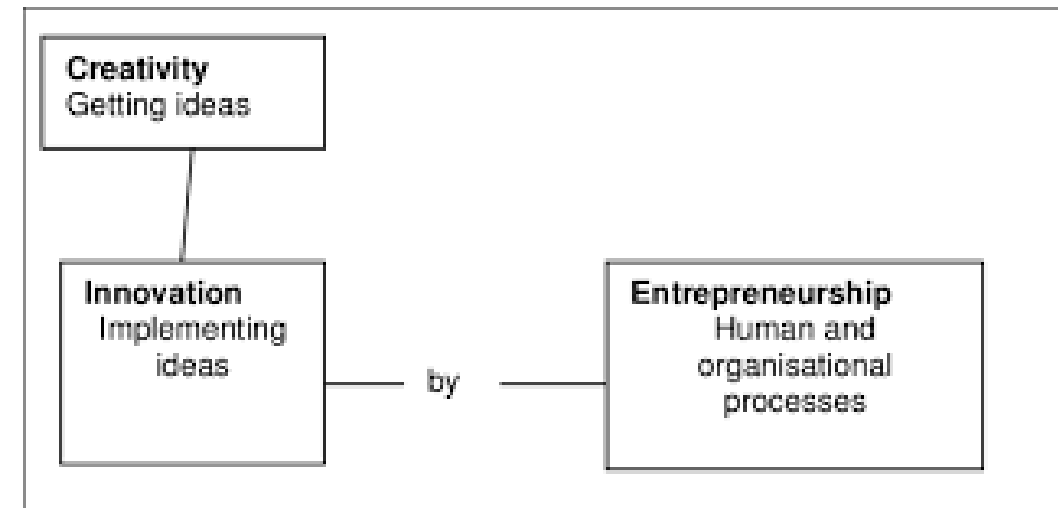 Creativity
Getting ideas
Innovation
Implementing
ideas
by
Entrepreneurship
Human and
organisational
processes